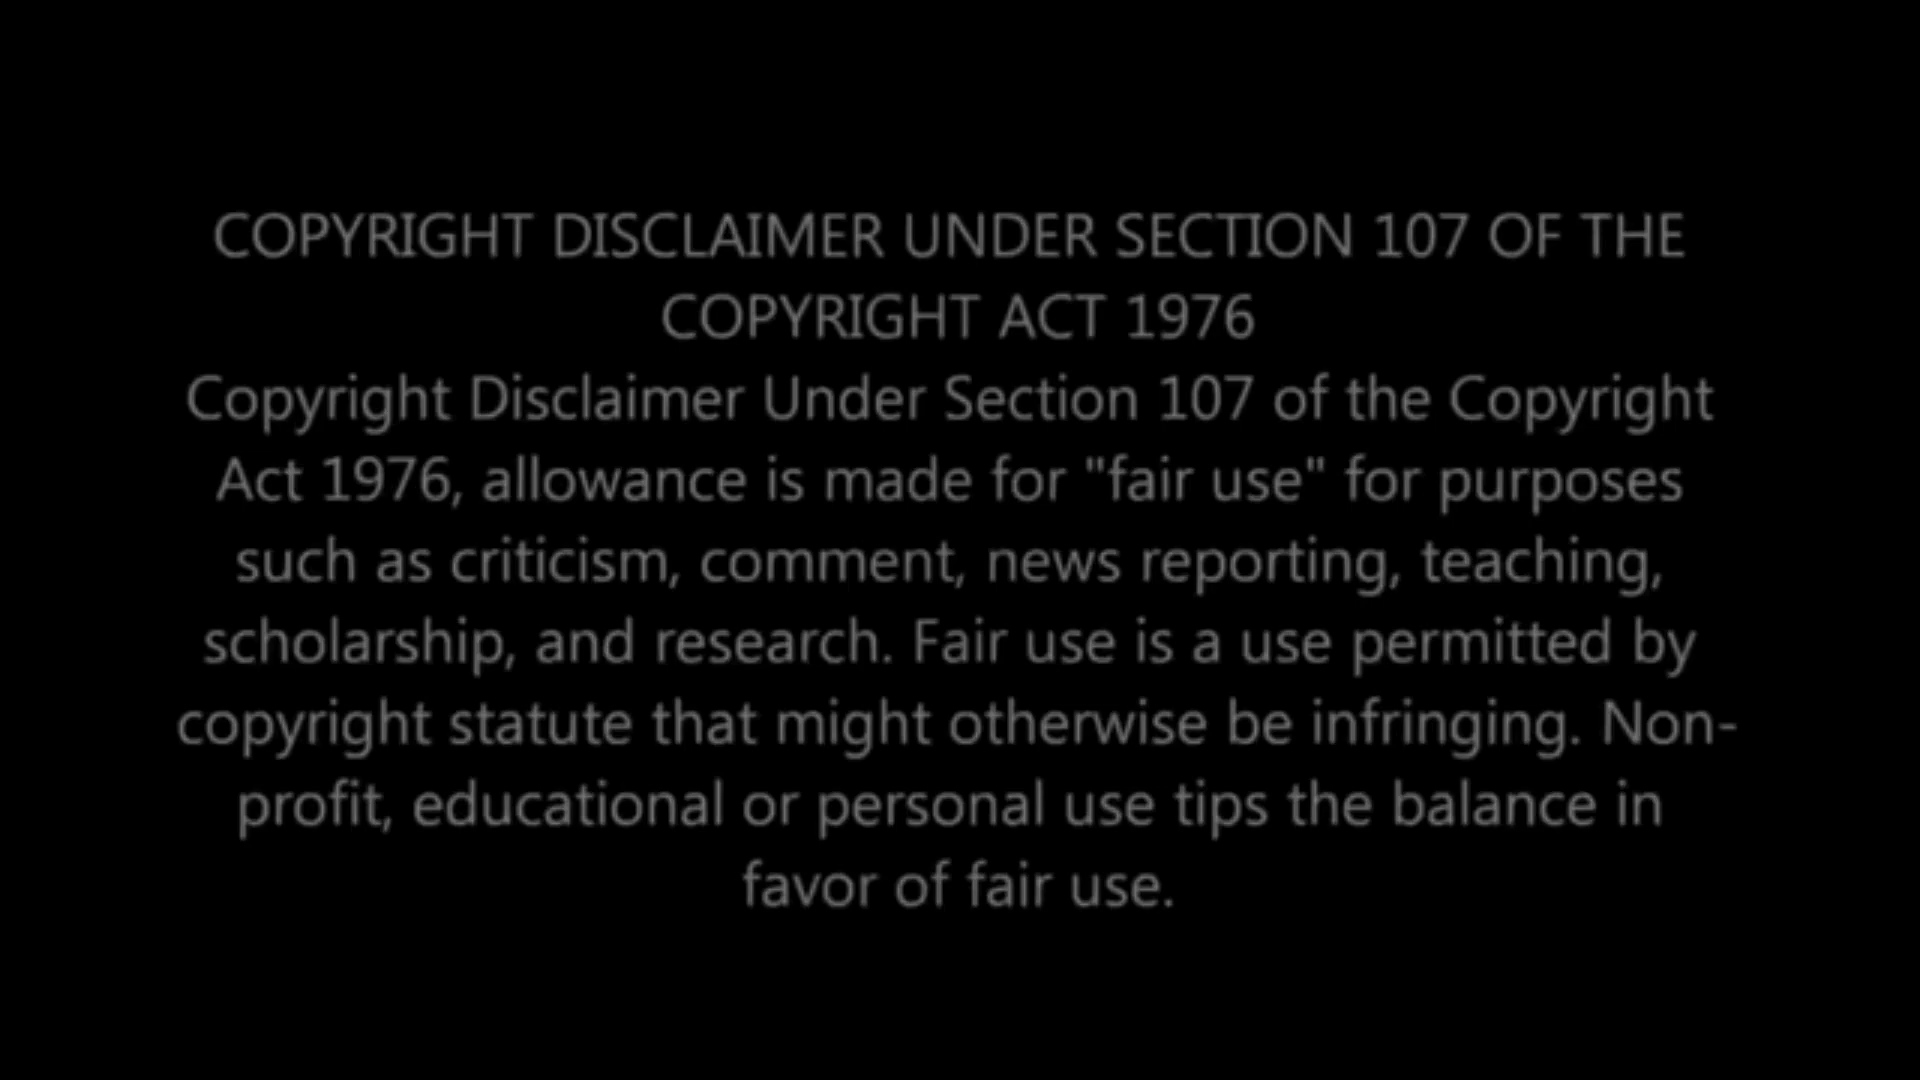 COPYRIGHT DISCLAIMER UNDER SECTION 107 OF THE
COPYRIGHT ACT 1976
Copyright Disclaimer Under Section 107 of the Copyright
Act 1976, allowance is made for "fair use" for purposes
such as criticism, comment, news reporting, teaching,
scholarship, and research. Fair use is a use permitted by
copyright statute that might otherwise be infringing. Non-
profit, educational or personal use tips the balance in
favor of fair use.